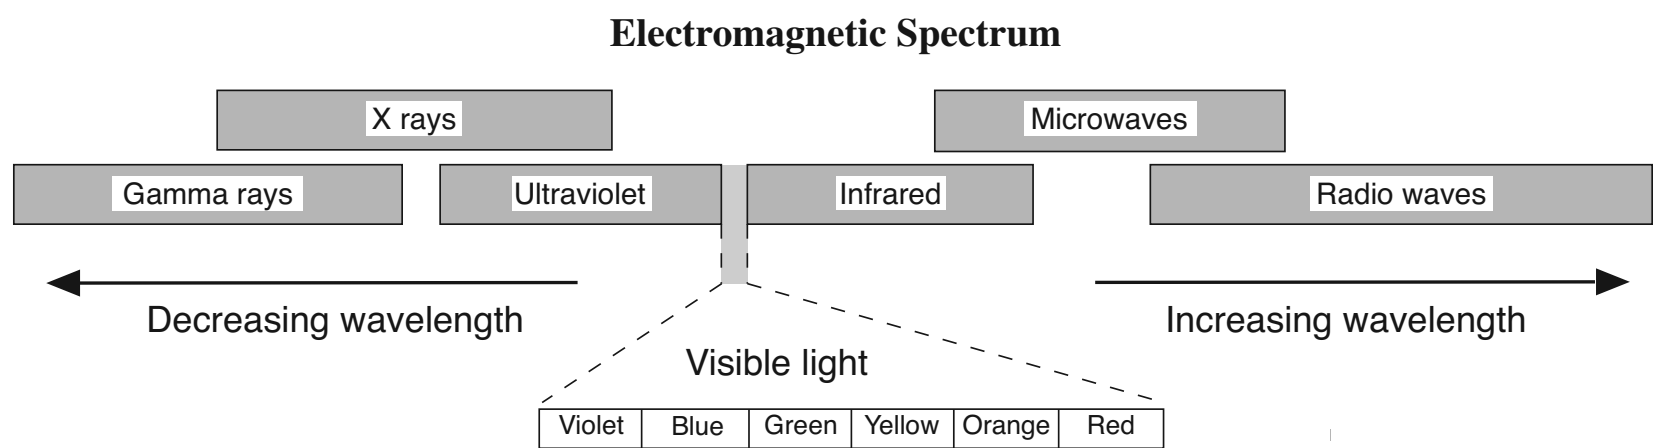 Electromagnetic Spectrum
X rays
Microwaves
Gamma rays
Ultraviolet
Infrared
Radio waves
Decreasing wavelength
Increasing wavelength
Visible light
Violet Blue Green Yellow Orange Red